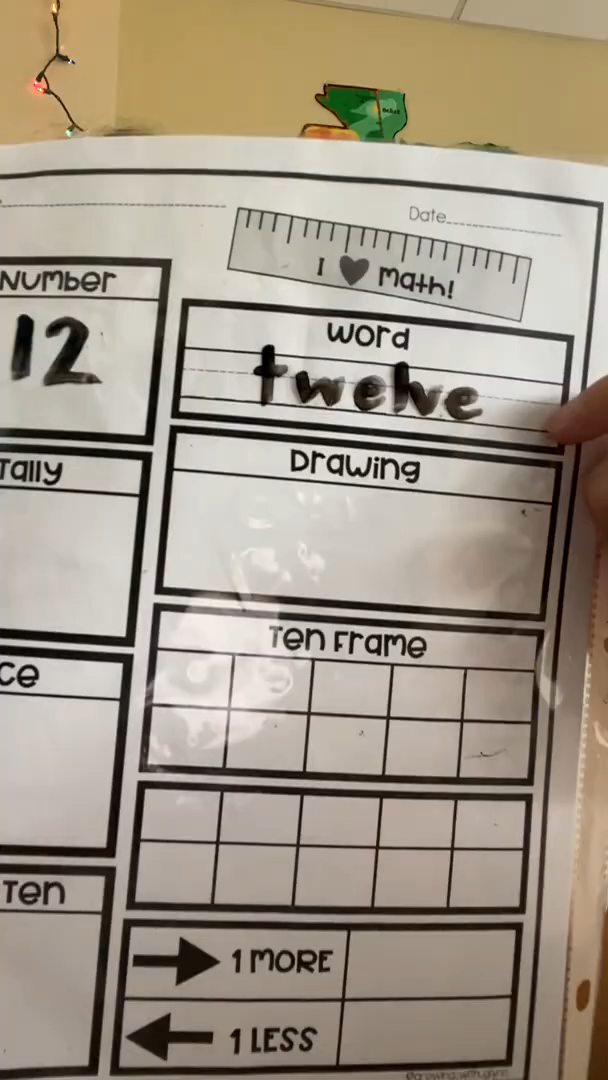 Date
I ♥ Math!
Number
12
Word
twelve
Tally
Drawing
Ten Frame
ce
Ten
1 MORE
1 LESS